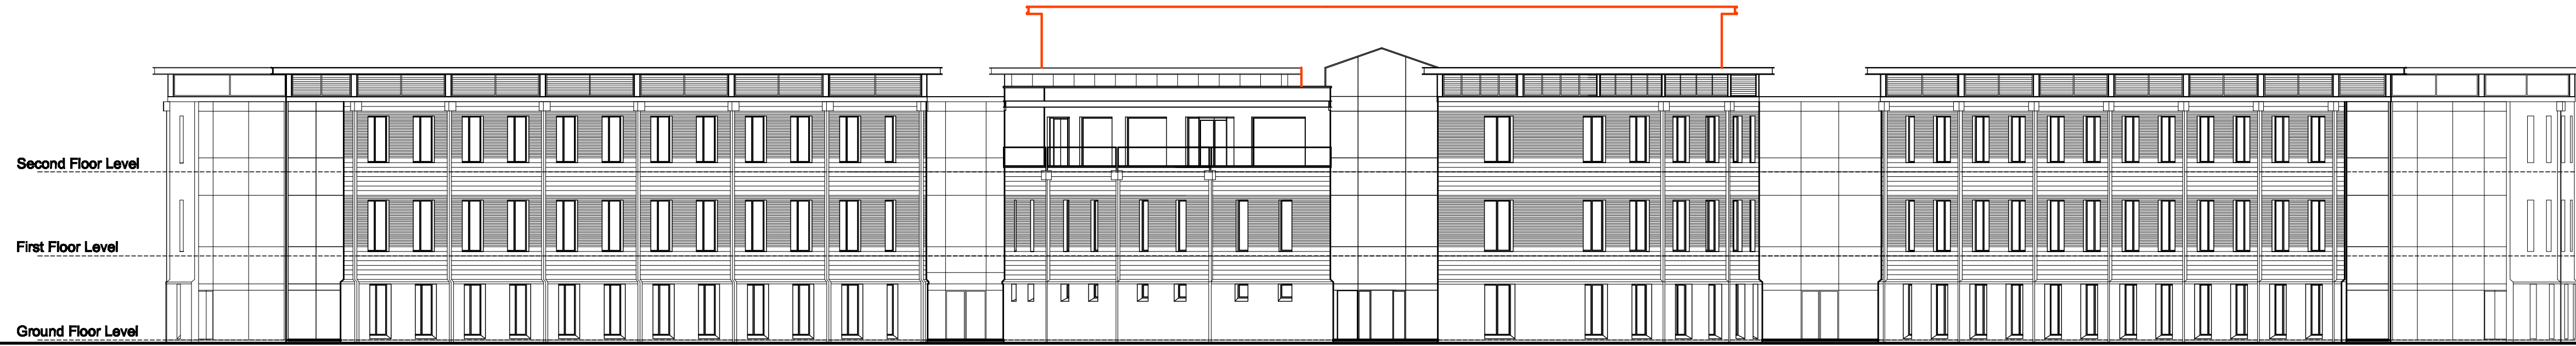 Second Floor Level
First Floor Level
Ground Floor Level